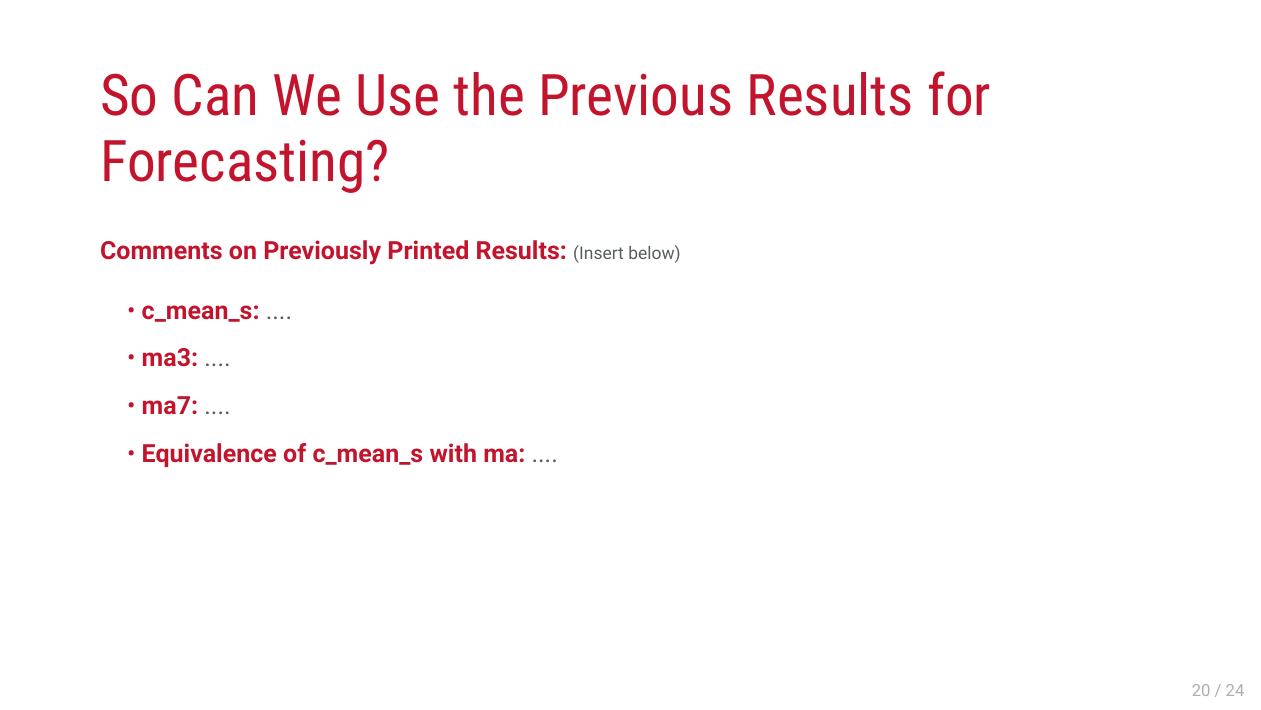 So Can We Use the Previous Results for
Forecasting?
Comments on Previously Printed Results: (Insert below)
• c_mean_s: ....
• ma3: ....
• ma7: ....
• Equivalence of c_mean_s with ma: ....
20 / 24